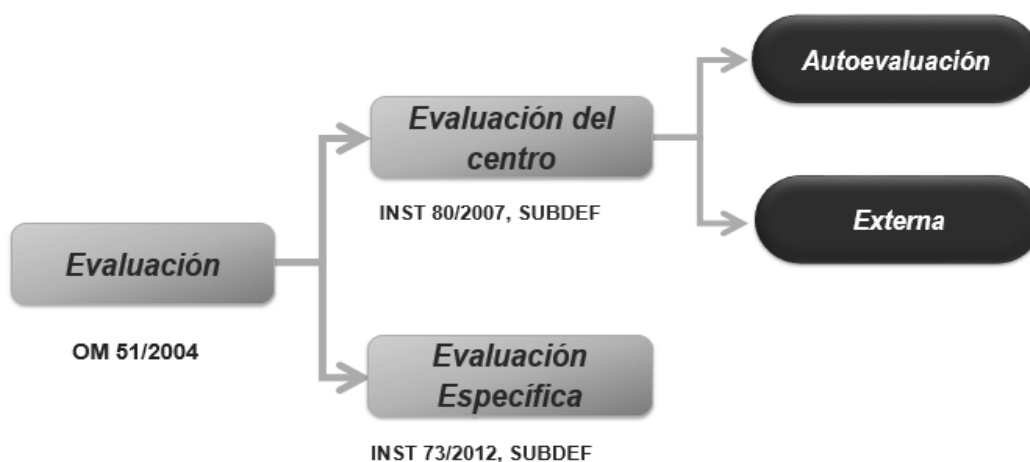 Evaluación
OM 51/2004
Evaluación del
centro
INST 80/2007, SUBDEF
Evaluación
Específica
INST 73/2012, SUBDEF
Autoevaluación
Externa